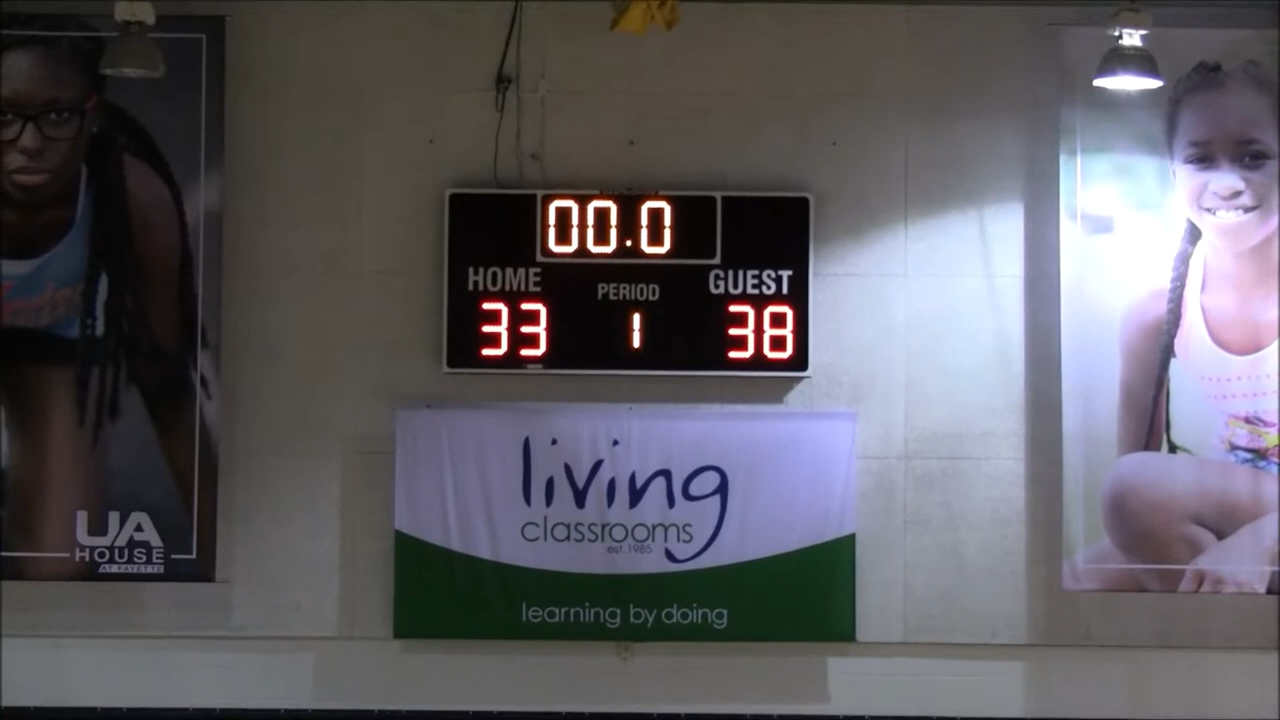 00.0
HOME
PERIOD
GUEST
33
1
38
living
classrooms
est.1985
learning by doing
UA
HOUSE
AT FAYETTE